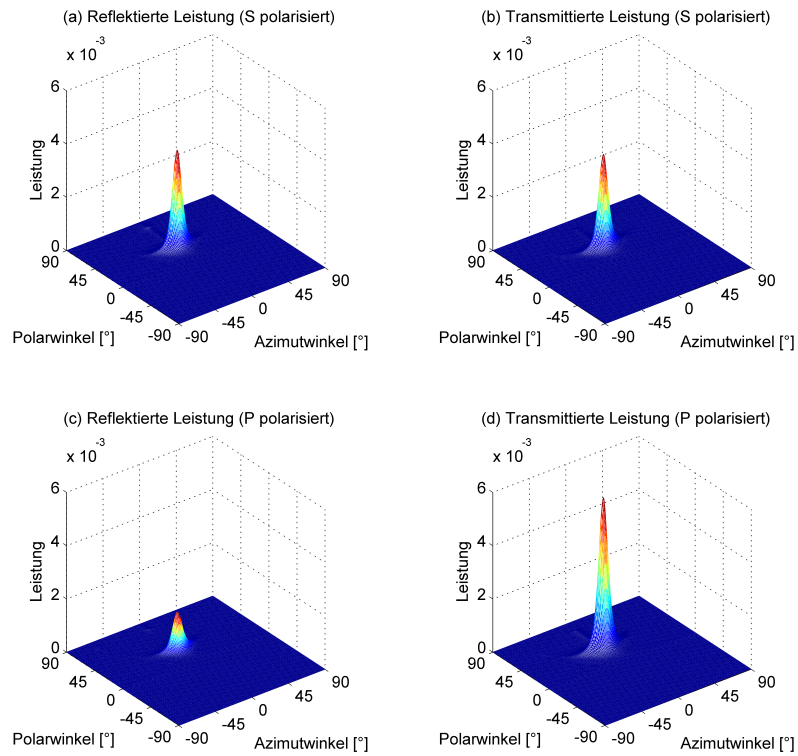 (a) Reflektierte Leistung (S polarisiert)
x 10^-3
6
4
2
0
Leistung
90
45
0
-45
-90
Polarwinkel [°]
-90
-45
0
45
90
Azimutwinkel [°]
(b) Transmittierte Leistung (S polarisiert)
x 10^-3
6
4
2
0
Leistung
90
45
0
-45
-90
Polarwinkel [°]
-90
-45
0
45
90
Azimutwinkel [°]
(c) Reflektierte Leistung (P polarisiert)
x 10^-3
6
4
2
0
Leistung
90
45
0
-45
-90
Polarwinkel [°]
-90
-45
0
45
90
Azimutwinkel [°]
(d) Transmittierte Leistung (P polarisiert)
x 10^-3
6
4
2
0
Leistung
90
45
0
-45
-90
Polarwinkel [°]
-90
-45
0
45
90
Azimutwinkel [°]